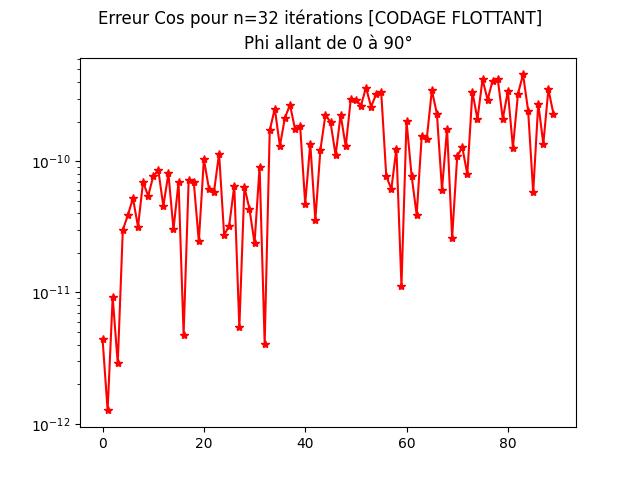 Erreur Cos pour n=32 itérations [CODAGE FLOTTANT]
Phi allant de 0 à 90°
10⁻¹⁰
10⁻¹¹
10⁻¹²
0 20 40 60 80